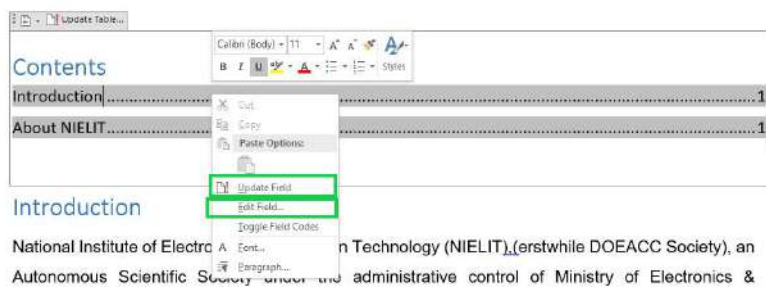 Update Table...
Calibri (Body) 11 A A A
B I U A Styles
Contents
Introduction 1
About NIELIT 1
Cut
Copy
Paste Options:
Update Field
Edit Field...
Toggle Field Codes
A Font...
Paragraph...
Introduction
National Institute of Electro n Technology (NIELIT),(erstwhile DOEACC Society), an
Autonomous Scientific Society under the administrative control of Ministry of Electronics &